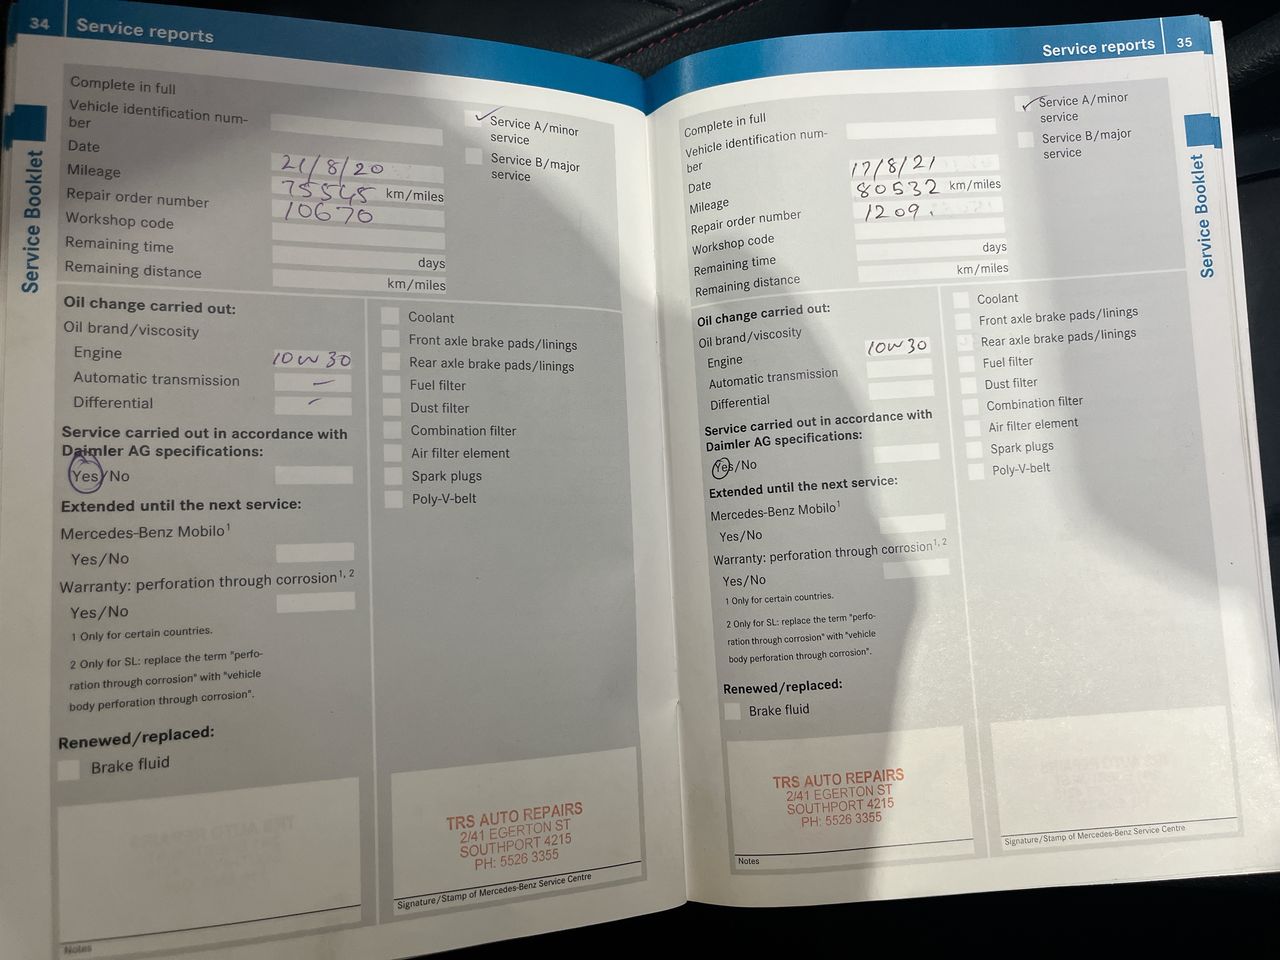 34 Service reports
Service Booklet
Complete in full
Vehicle identification num-
ber
Date 21/8/20
Mileage 75545 km/miles
Repair order number 10670
Workshop code
Remaining time days
Remaining distance km/miles
Service A/minor
service
Service B/major
service
Oil change carried out:
Oil brand/viscosity
Engine 10W 30
Automatic transmission –
Differential –
Service carried out in accordance with
Daimler AG specifications:
Yes/No
Extended until the next service:
Mercedes-Benz Mobilo1
Yes/No
Warranty: perforation through corrosion1, 2
Yes/No
1 Only for certain countries.
2 Only for SL: replace the term "perfo-
ration through corrosion" with "vehicle
body perforation through corrosion".
Renewed/replaced:
Brake fluid
Notes
Coolant
Front axle brake pads/linings
Rear axle brake pads/linings
Fuel filter
Dust filter
Combination filter
Air filter element
Spark plugs
Poly-V-belt
TRS AUTO REPAIRS
2/41 EGERTON ST
SOUTHPORT 4215
PH: 5526 3355
Signature/Stamp of Mercedes-Benz Service Centre
Service reports 35
Service Booklet
Complete in full
Vehicle identification num-
ber
Date 17/8/21
Mileage 80532 km/miles
Repair order number 1209.
Workshop code
Remaining time days
Remaining distance km/miles
Service A/minor
service
Service B/major
service
Oil change carried out:
Oil brand/viscosity
Engine 10W30
Automatic transmission
Differential
Service carried out in accordance with
Daimler AG specifications:
Yes/No
Extended until the next service:
Mercedes-Benz Mobilo1
Yes/No
Warranty: perforation through corrosion1, 2
Yes/No
1 Only for certain countries.
2 Only for SL: replace the term "perfo-
ration through corrosion" with "vehicle
body perforation through corrosion".
Renewed/replaced:
Brake fluid
TRS AUTO REPAIRS
2/41 EGERTON ST
SOUTHPORT 4215
PH: 5526 3355
Notes
Coolant
Front axle brake pads/linings
Rear axle brake pads/linings
Fuel filter
Dust filter
Combination filter
Air filter element
Spark plugs
Poly-V-belt
Signature/Stamp of Mercedes-Benz Service Centre